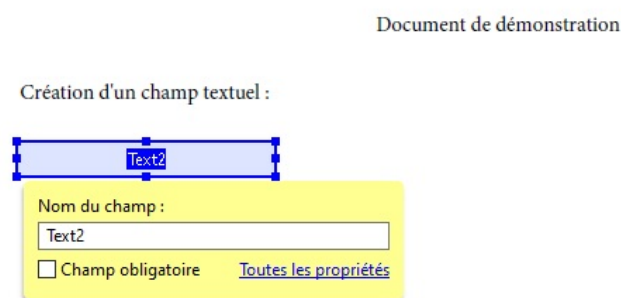 Document de démonstration
Création d'un champ textuel :
Text2
Nom du champ :
Text2
Champ obligatoire Toutes les propriétés